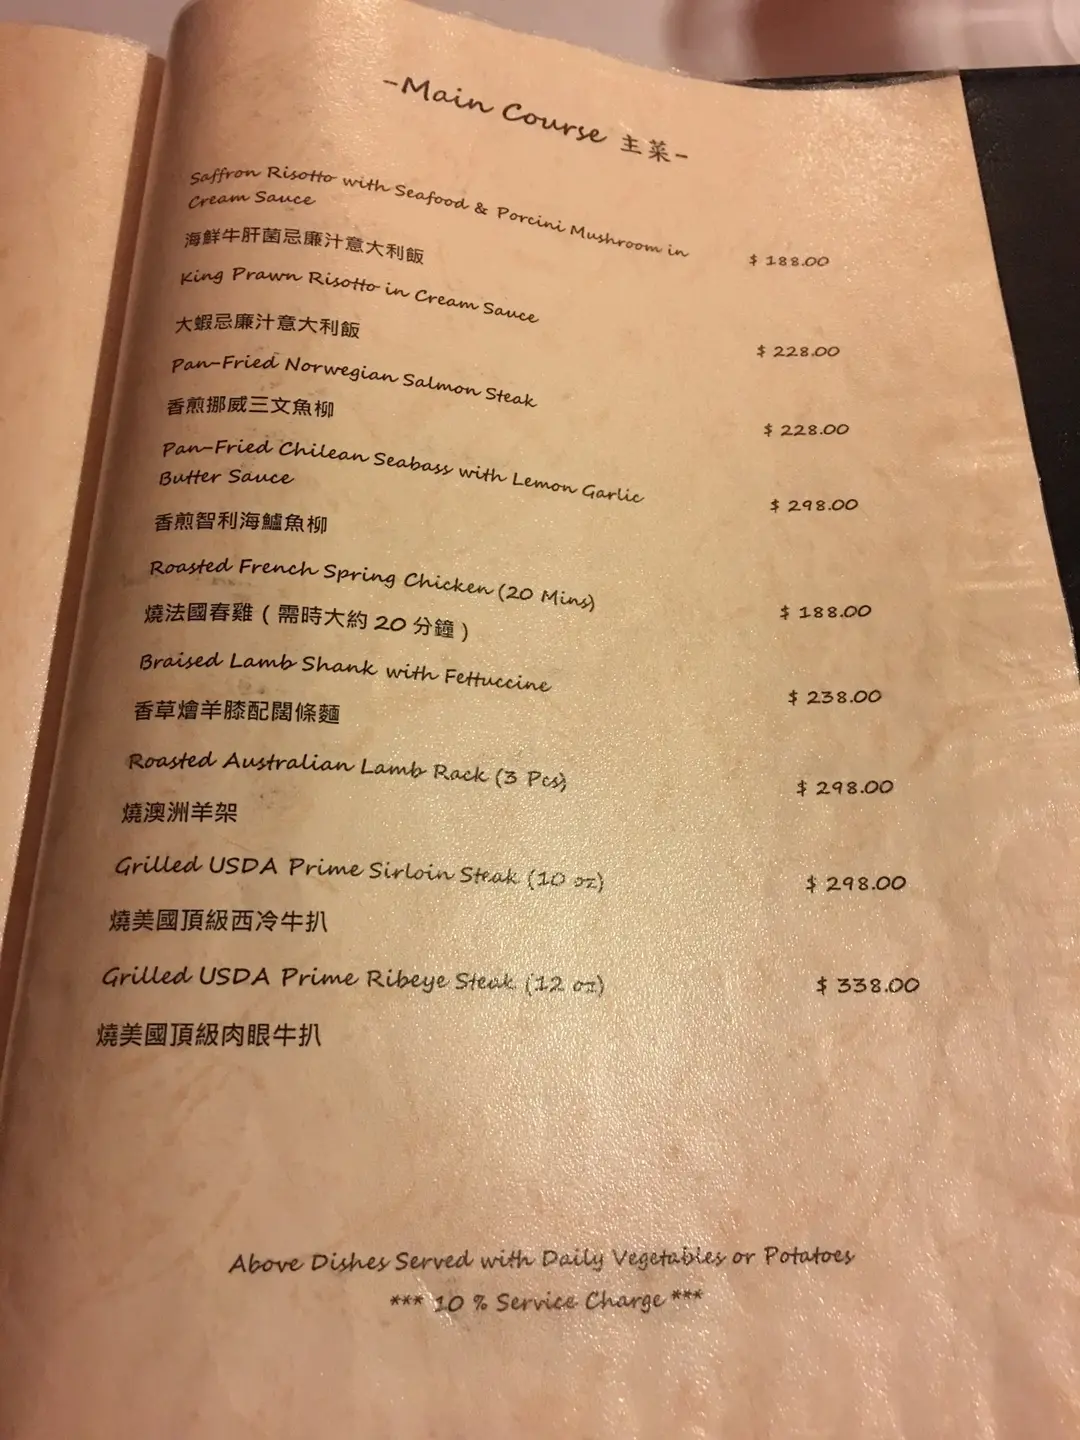 -Main Course 主菜-
Saffron Risotto with Seafood & Porcini Mushroom in
Cream Sauce $ 188.00
海鮮牛肝菌忌廉汁意大利飯
King Prawn Risotto in Cream Sauce $ 228.00
大蝦忌廉汁意大利飯
Pan-Fried Norwegian Salmon Steak $ 228.00
香煎挪威三文魚柳
Pan-Fried Chilean Seabass with Lemon Garlic
Butter Sauce $ 298.00
香煎智利海鱸魚柳
Roasted French Spring Chicken (20 Mins) $ 188.00
燒法國春雞 ( 需時大約 20 分鐘 )
Braised Lamb Shank with Fettuccine $ 238.00
香草燴羊膝配闊條麵
Roasted Australian Lamb Rack (3 Pcs) $ 298.00
燒澳洲羊架
Grilled USDA Prime Sirloin Steak (10 oz) $ 298.00
燒美國頂級西冷牛扒
Grilled USDA Prime Ribeye Steak (12 oz) $ 338.00
燒美國頂級肉眼牛扒
Above Dishes Served with Daily Vegetables or Potatoes
*** 10 % Service Charge ***